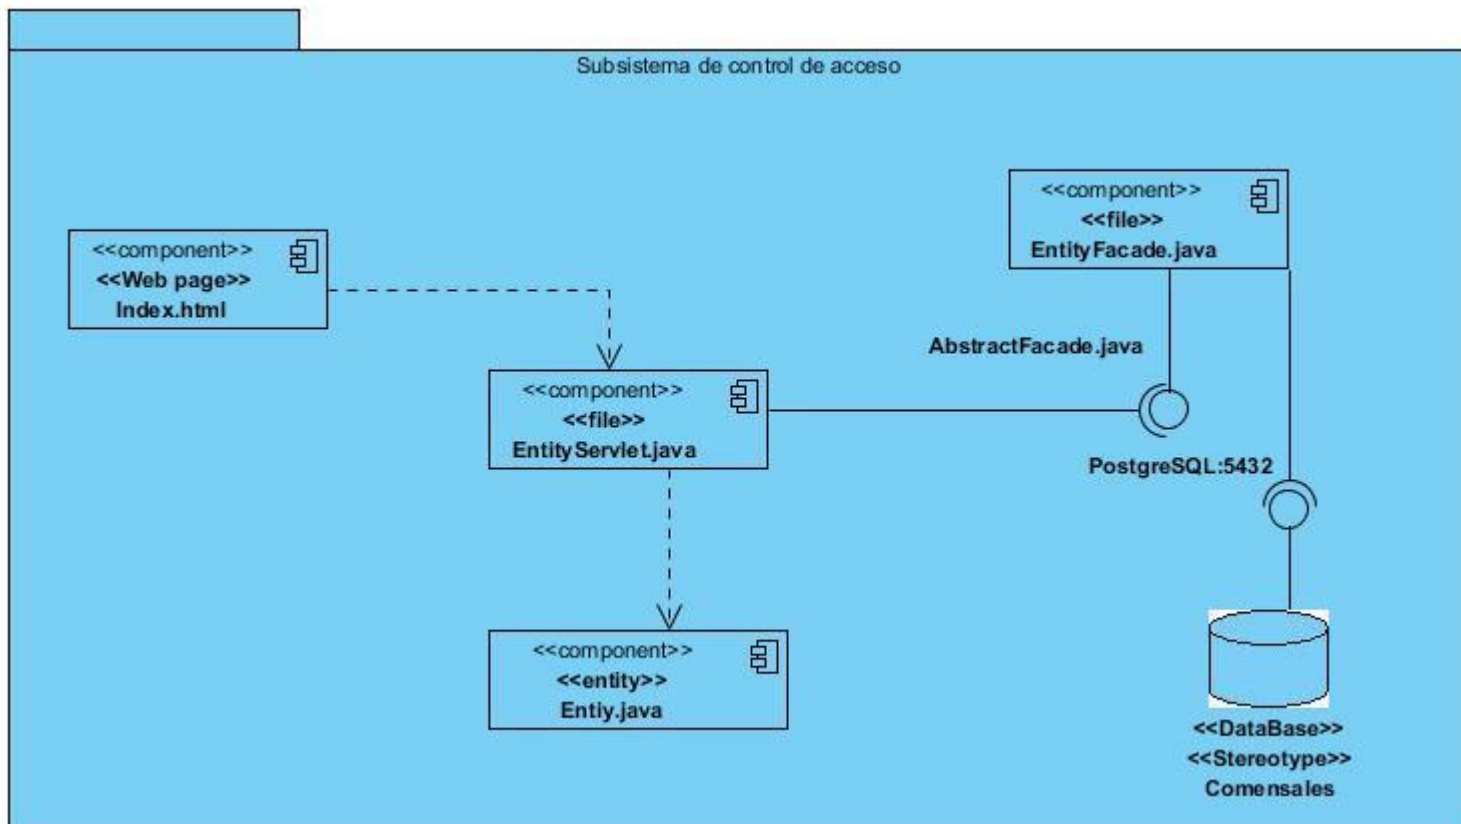 Subsistema de control de acceso
<<component>>
<<file>>
EntityFacade.java
<<component>>
<<Web page>>
Index.html
AbstractFacade.java
<<component>>
<<file>>
EntityServlet.java
PostgreSQL:5432
<<component>>
<<entity>>
Entiy.java
<<DataBase>>
<<Stereotype>>
Comensales